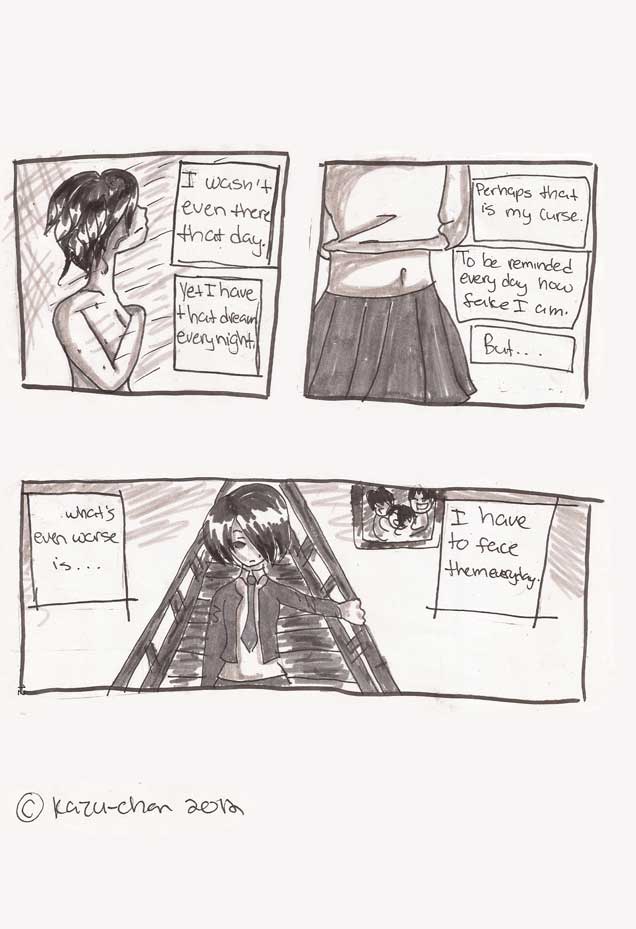 I wasn't
even there
that day.
Yet I have
that dream
every night.
Perhaps that
is my curse.
To be reminded
every day how
fake I am.
But...
..what's
even worse
is...
I have
to face
them everyday.
© Kazu-chan 2012